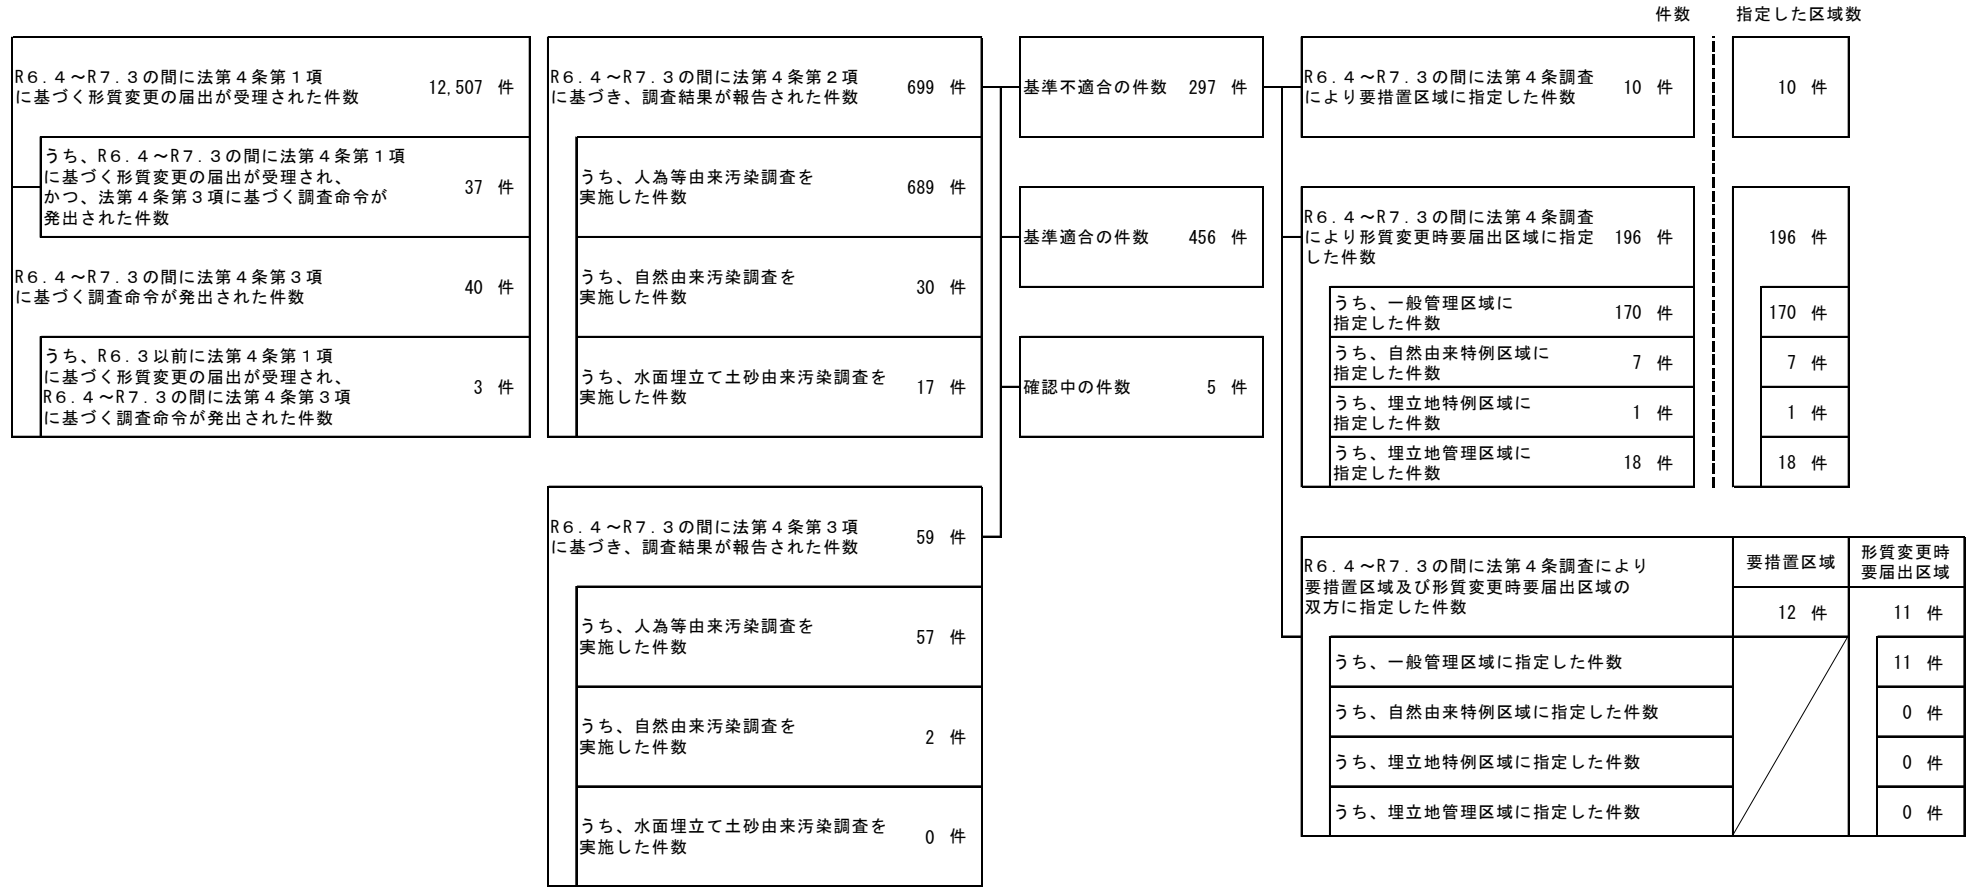 件数
指定した区域数
R6.4～R7.3の間に法第4条第1項
に基づく形質変更の届出が受理された件数
12,507 件
うち、R6.4～R7.3の間に法第4条第1項
に基づく形質変更の届出が受理され、
かつ、法第4条第3項に基づく調査命令が
発出された件数
37 件
R6.4～R7.3の間に法第4条第3項
に基づく調査命令が発出された件数
40 件
うち、R6.3以前に法第4条第1項
に基づく形質変更の届出が受理され、
R6.4～R7.3の間に法第4条第3項
に基づく調査命令が発出された件数
3 件
R6.4～R7.3の間に法第4条第2項
に基づき、調査結果が報告された件数
699 件
うち、人為等由来汚染調査を
実施した件数
689 件
うち、自然由来汚染調査を
実施した件数
30 件
うち、水面埋立て土砂由来汚染調査を
実施した件数
17 件
R6.4～R7.3の間に法第4条第3項
に基づき、調査結果が報告された件数
59 件
うち、人為等由来汚染調査を
実施した件数
57 件
うち、自然由来汚染調査を
実施した件数
2 件
うち、水面埋立て土砂由来汚染調査を
実施した件数
0 件
基準不適合の件数 297 件
基準適合の件数 456 件
確認中の件数 5 件
R6.4～R7.3の間に法第4条調査
により要措置区域に指定した件数
10 件
10 件
R6.4～R7.3の間に法第4条調査
により形質変更時要届出区域に指定
した件数
196 件
196 件
うち、一般管理区域に
指定した件数
170 件
170 件
うち、自然由来特例区域に
指定した件数
7 件
7 件
うち、埋立地特例区域に
指定した件数
1 件
1 件
うち、埋立地管理区域に
指定した件数
18 件
18 件
R6.4～R7.3の間に法第4条調査により
要措置区域及び形質変更時要届出区域の
双方に指定した件数
要措置区域
形質変更時
要届出区域
12 件
11 件
うち、一般管理区域に指定した件数
11 件
うち、自然由来特例区域に指定した件数
0 件
うち、埋立地特例区域に指定した件数
0 件
うち、埋立地管理区域に指定した件数
0 件